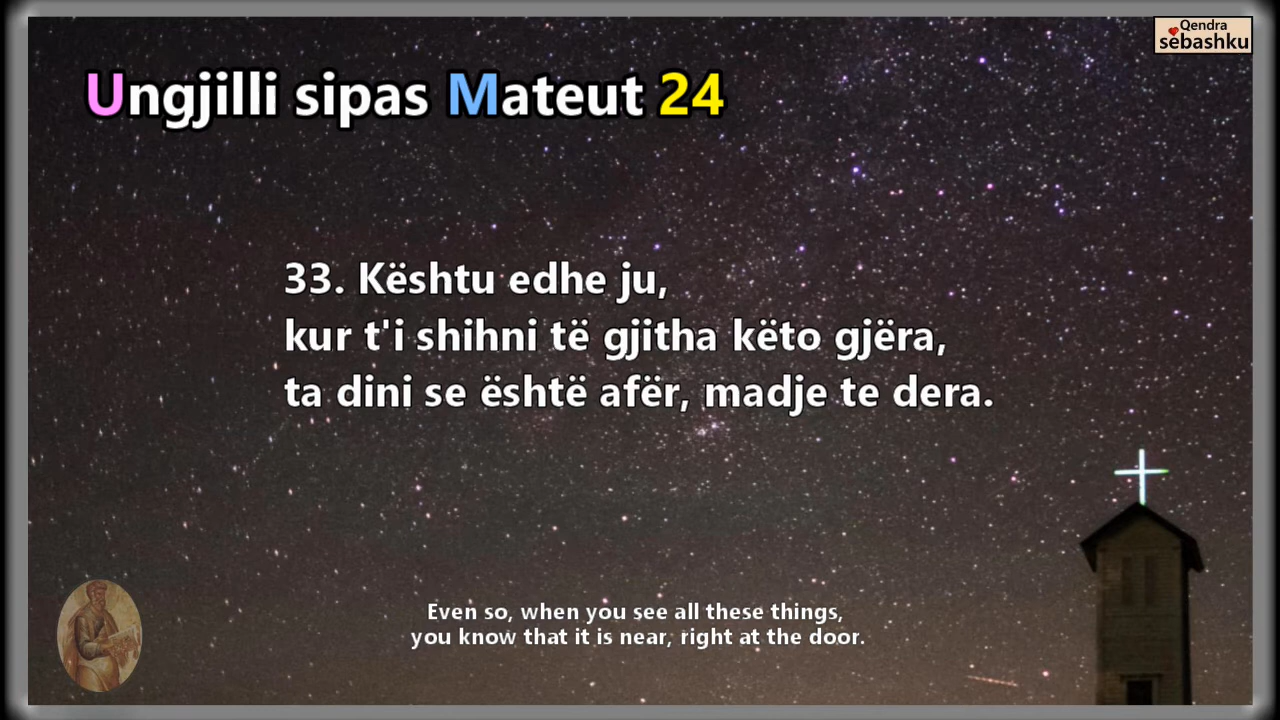 Qendra
sëbashku
Ungjilli sipas Mateut 24
33. Kështu edhe ju,
kur t'i shihni të gjitha këto gjëra,
ta dini se është afër, madje te dera.
Even so, when you see all these things,
you know that it is near, right at the door.